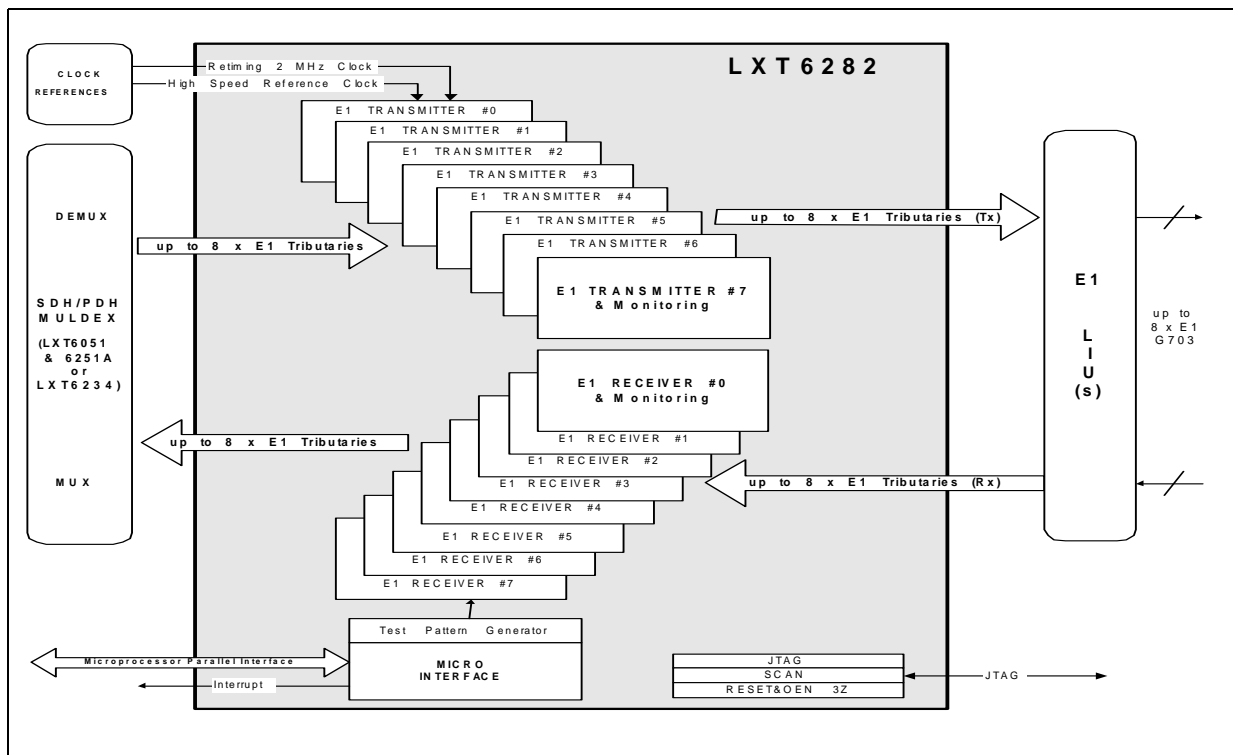 LXT6282
CLOCK
REFERENCES
Retiming 2 MHz Clock
High Speed Reference Clock
E1 TRANSMITTER #0
E1 TRANSMITTER #1
E1 TRANSMITTER #2
E1 TRANSMITTER #3
E1 TRANSMITTER #4
E1 TRANSMITTER #5
E1 TRANSMITTER #6
E1 TRANSMITTER #7
& Monitoring
DEMUX
SDH/PDH
MULDEX
(LXT6051
& 6251A
or
LXT6234)
MUX
up to 8 x E1 Tributaries
up to 8 x E1 Tributaries (Tx)
E1
LIU
(s)
up to
8 x E1
G703
E1 RECEIVER #0
& Monitoring
E1 RECEIVER #1
E1 RECEIVER #2
E1 RECEIVER #3
E1 RECEIVER #4
E1 RECEIVER #5
E1 RECEIVER #6
E1 RECEIVER #7
up to 8 x E1 Tributaries
up to 8 x E1 Tributaries (Rx)
Test Pattern Generator
MICRO
INTERFACE
Microprocessor Parallel Interface
Interrupt
JTAG
SCAN
RESET&OEN 3Z
JTAG